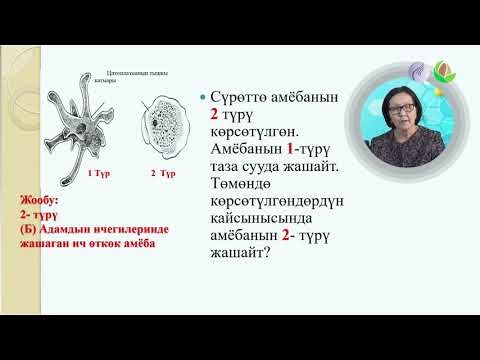 Цитоплазманын тышкы
катмары
1 Түр
2 Түр
Жообу:
2- түрү
(Б) Адамдын ичегилеринде
жашаган ич өткөк амёба
• Сүрөттө амёбанын
2 түрү
көрсөтүлгөн.
Амёбанын 1-түрү
таза сууда жашайт.
Төмөндө
көрсөтүлгөндөрдүн
кайсынысында
амёбанын 2- түрү
жашайт?